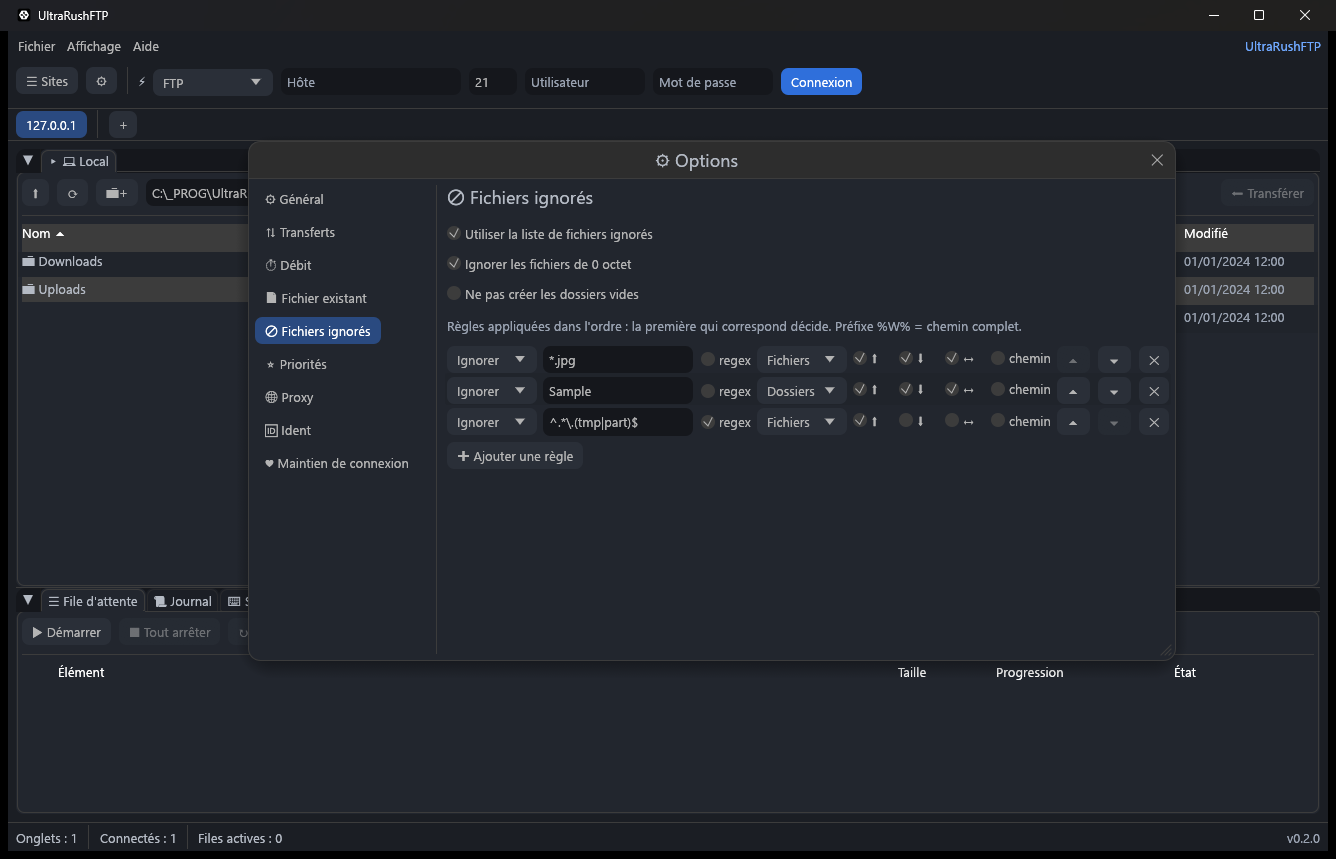 UltraRushFTP
Fichier Affichage Aide UltraRushFTP
Sites FTP Hôte 21 Utilisateur Mot de passe Connexion
127.0.0.1 +
Local
C:\_PROG\UltraR Transférer
Options
Nom Modifié
Downloads 01/01/2024 12:00
Uploads 01/01/2024 12:00
01/01/2024 12:00
Général
Transferts
Débit
Fichier existant
Fichiers ignorés
Priorités
Proxy
ID Ident
Maintien de connexion
Fichiers ignorés
Utiliser la liste de fichiers ignorés
Ignorer les fichiers de 0 octet
Ne pas créer les dossiers vides
Règles appliquées dans l'ordre : la première qui correspond décide. Préfixe %W% = chemin complet.
Ignorer *.jpg regex Fichiers chemin
Ignorer Sample regex Dossiers chemin
Ignorer ^.*\.(tmp|part)$ regex Fichiers chemin
+ Ajouter une règle
File d'attente Journal S
Démarrer Tout arrêter
Élément Taille Progression État
Onglets : 1 Connectés : 1 Files actives : 0 v0.2.0